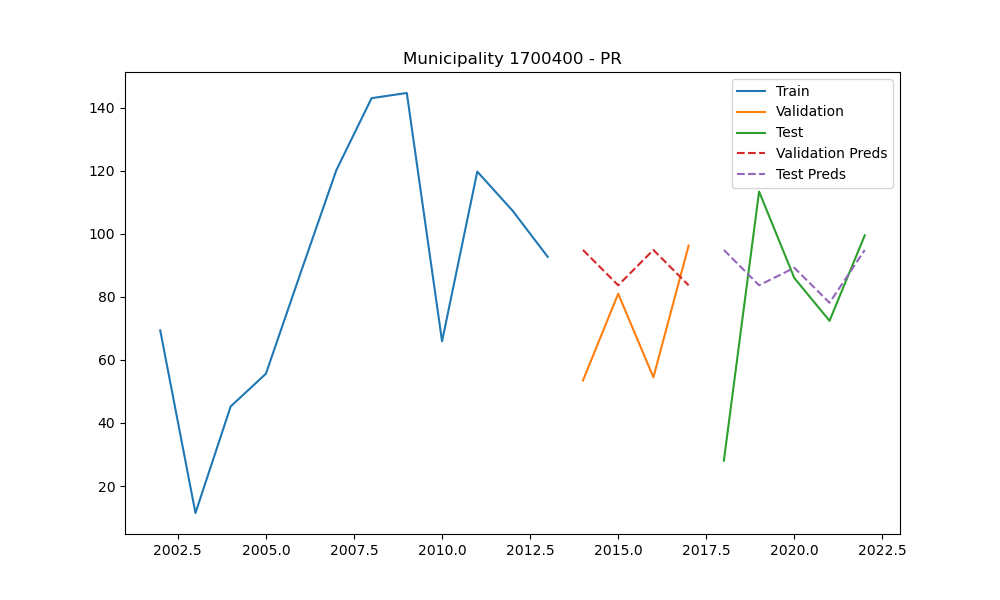 Municipality 1700400 - PR
Train
Validation
Test
Validation Preds
Test Preds
140
120
100
80
60
40
20
2002.5 2005.0 2007.5 2010.0 2012.5 2015.0 2017.5 2020.0 2022.5